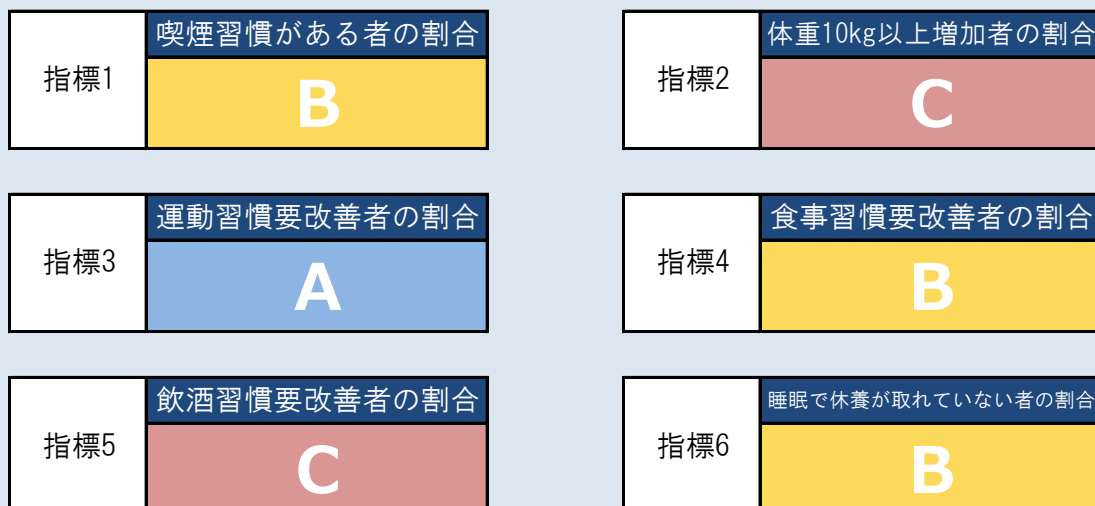 指標1
喫煙習慣がある者の割合
B
指標2
体重10kg以上増加者の割合
C
指標3
運動習慣要改善者の割合
A
指標4
食事習慣要改善者の割合
B
指標5
飲酒習慣要改善者の割合
C
指標6
睡眠で休養が取れていない者の割合
B